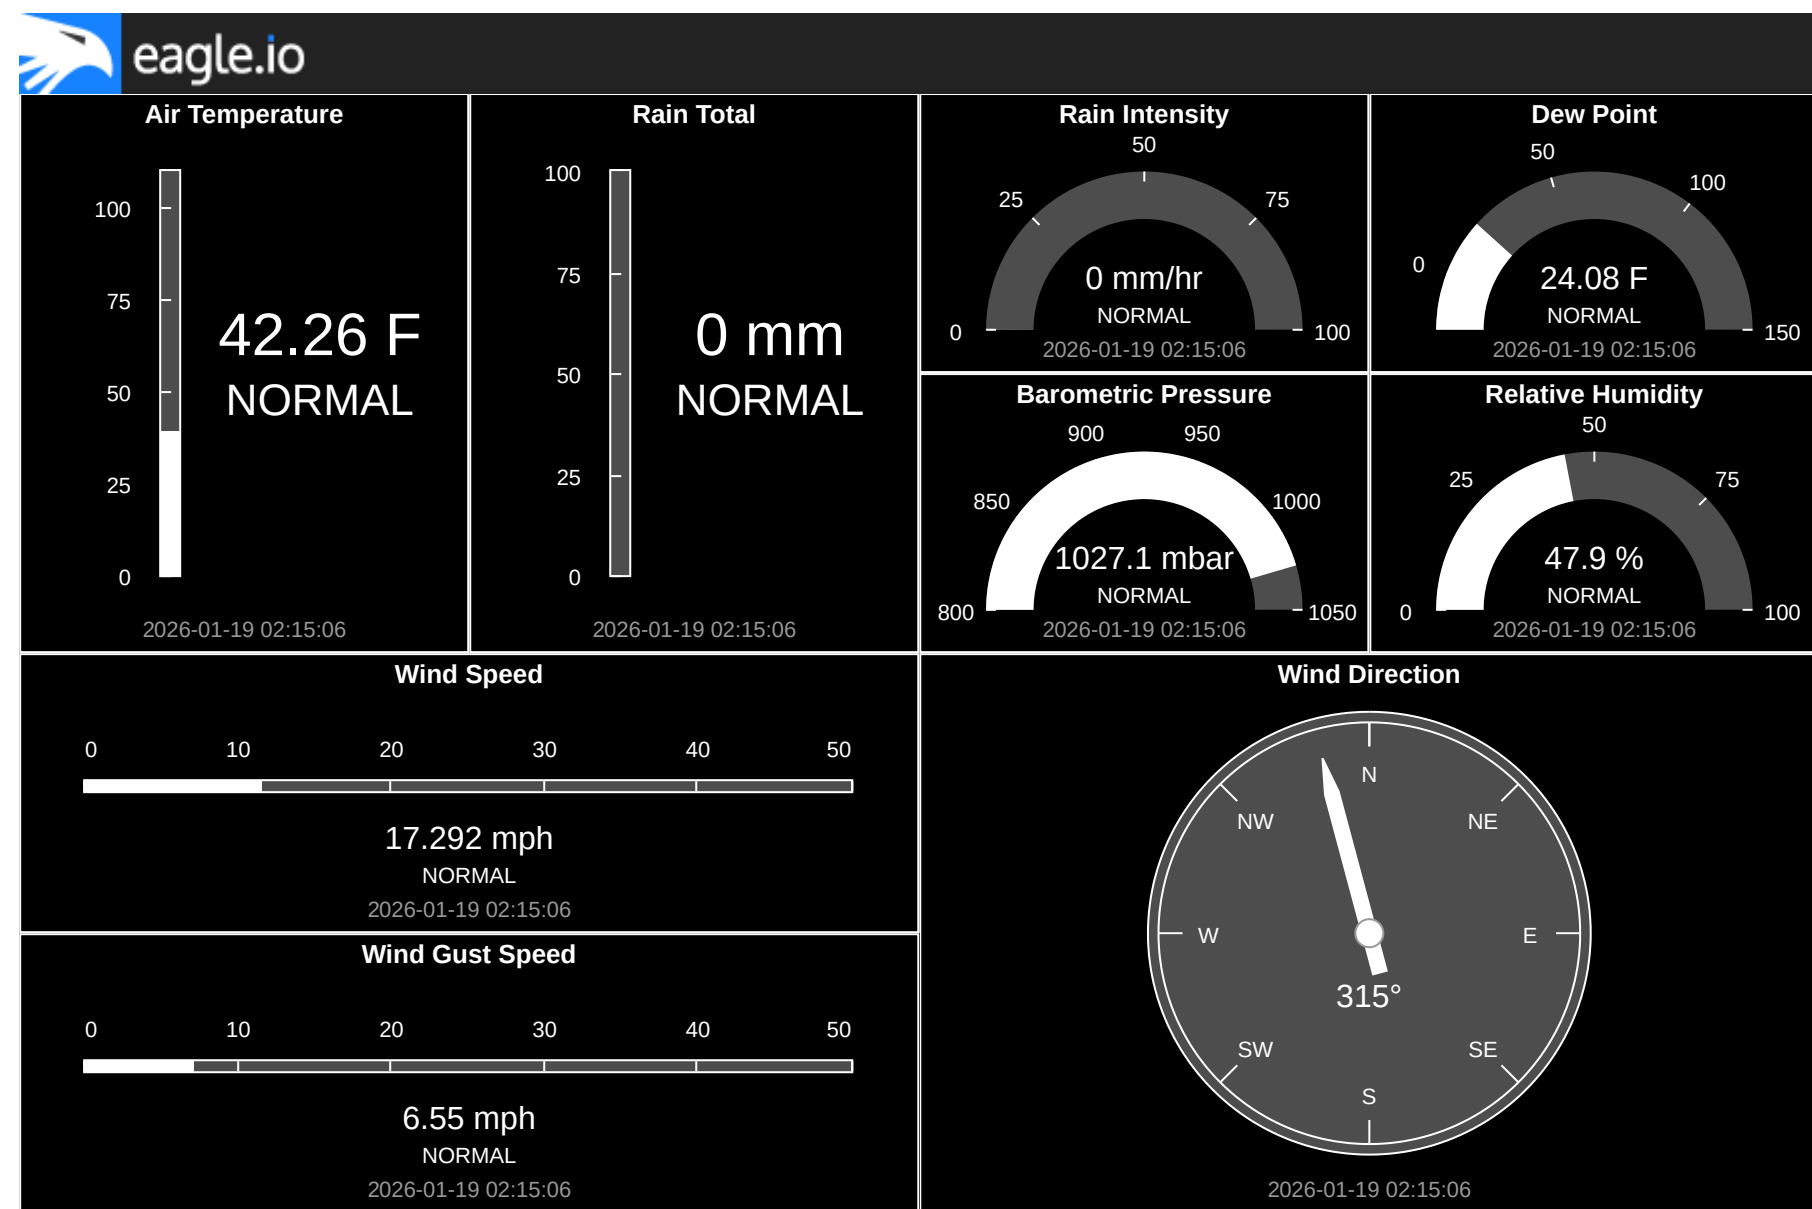 eagle.io
Air Temperature
100
75
50
25
0
42.26 F
NORMAL
2026-01-19 02:15:06
Rain Total
100
75
50
25
0
0 mm
NORMAL
2026-01-19 02:15:06
Rain Intensity
50
25 75
0 100
0 mm/hr
NORMAL
2026-01-19 02:15:06
Dew Point
50
100
0
150
24.08 F
NORMAL
2026-01-19 02:15:06
Barometric Pressure
900 950
850 1000
800 1050
1027.1 mbar
NORMAL
2026-01-19 02:15:06
Relative Humidity
50
25 75
0 100
47.9 %
NORMAL
2026-01-19 02:15:06
Wind Speed
0 10 20 30 40 50
17.292 mph
NORMAL
2026-01-19 02:15:06
Wind Gust Speed
0 10 20 30 40 50
6.55 mph
NORMAL
2026-01-19 02:15:06
Wind Direction
N
NW NE
W E
315°
SW SE
S
2026-01-19 02:15:06